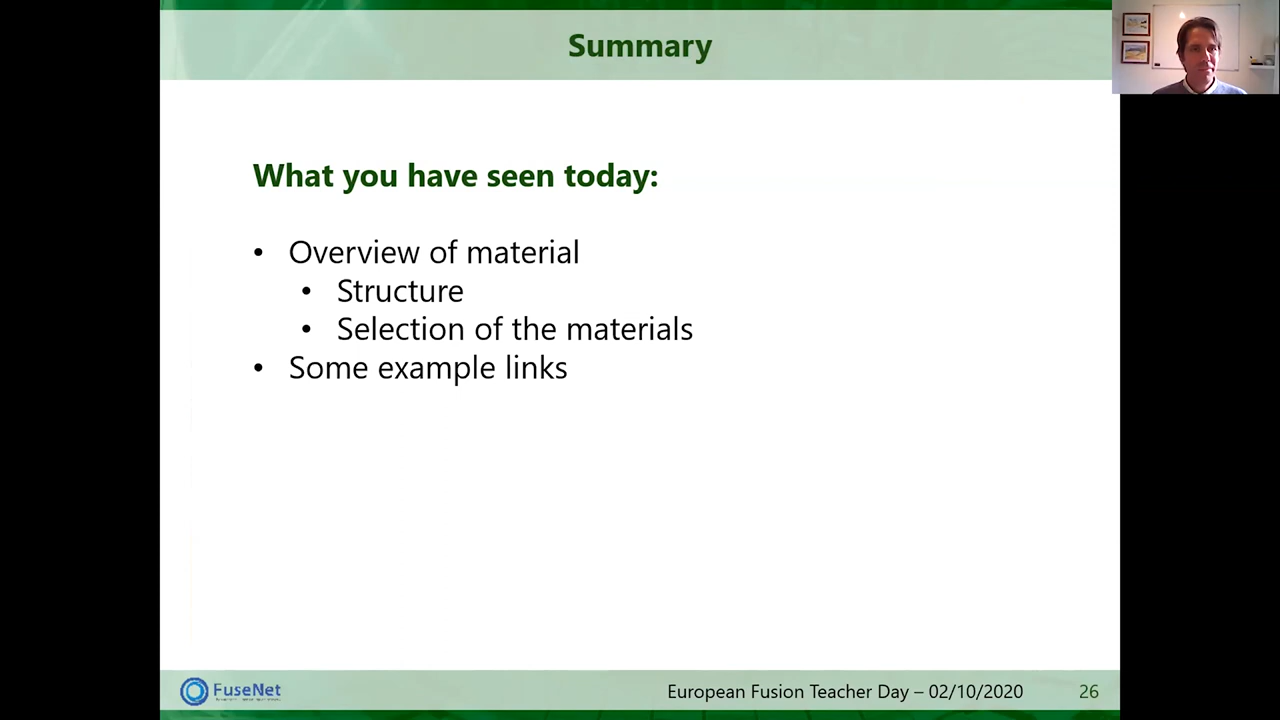 Summary
What you have seen today:
• Overview of material
• Structure
• Selection of the materials
• Some example links
FuseNet
European Fusion Teacher Day – 02/10/2020
26